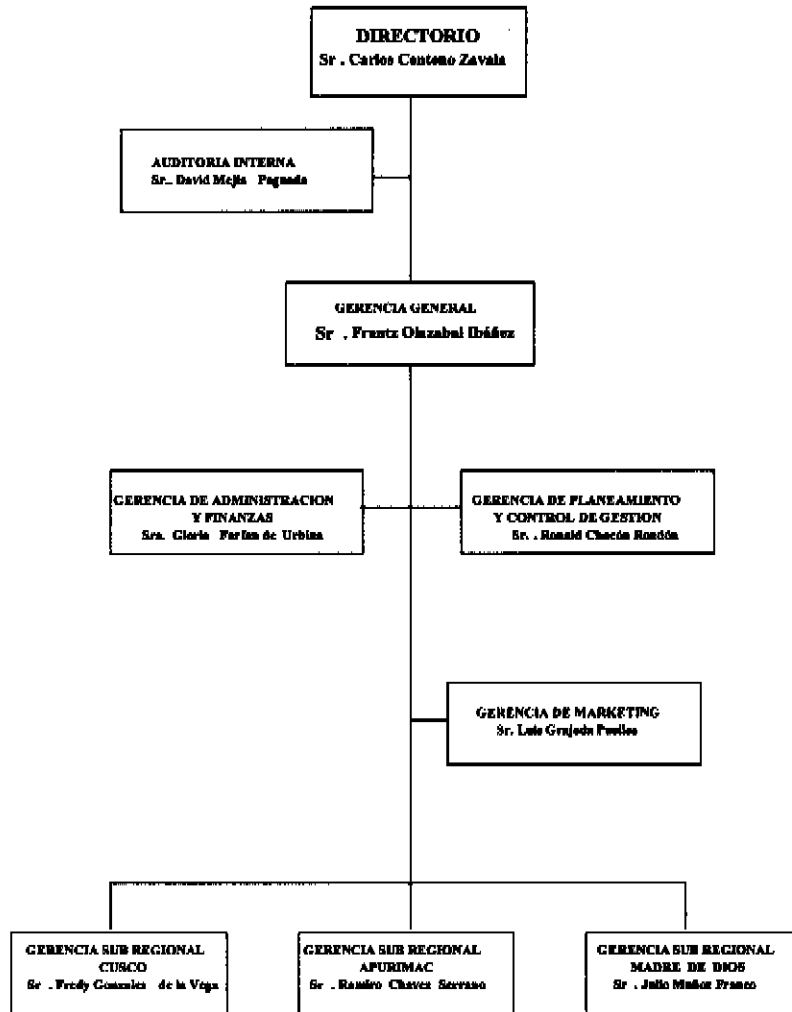 DIRECTORIO
Sr . Carlos Centeno Zavala
AUDITORIA INTERNA
Sr.. David Mejia
GERENCIA GENERAL
Sr . Frantz Olazabal Ibáñez
GERENCIA DE ADMINISTRACION
Y FINANZAS
Sra. Gloria Farfan de Urbina
GERENCIA DE PLANEAMIENTO
Y CONTROL DE GESTION
Sr. . Ronald Chacón Rondón
GERENCIA DE MARKETING
Sr. Luis Grajeda Puelles
GERENCIA SUB REGIONAL
CUSCO
Sr . Fredy Gonzales de la Vega
GERENCIA SUB REGIONAL
APURIMAC
Sr . Ramiro Chavez Serrano
GERENCIA SUB REGIONAL
MADRE DE DIOS
Sr . Julio Muñoz Franco